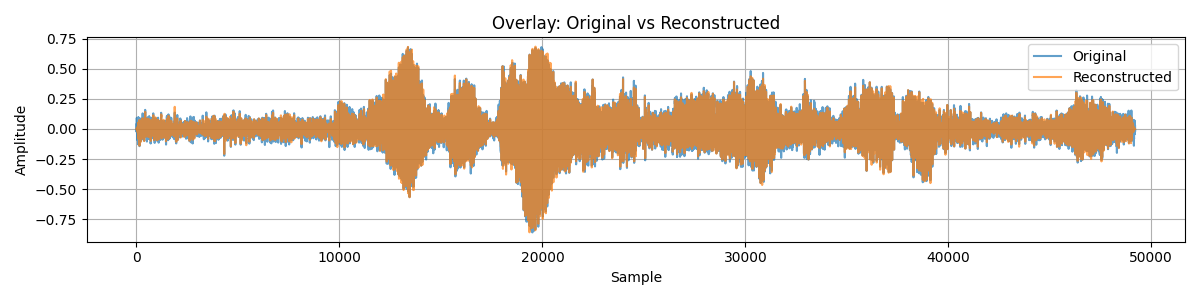 Overlay: Original vs Reconstructed
Original
Reconstructed
Amplitude
0.75
0.50
0.25
0.00
−0.25
−0.50
−0.75
0 10000 20000 30000 40000 50000
Sample